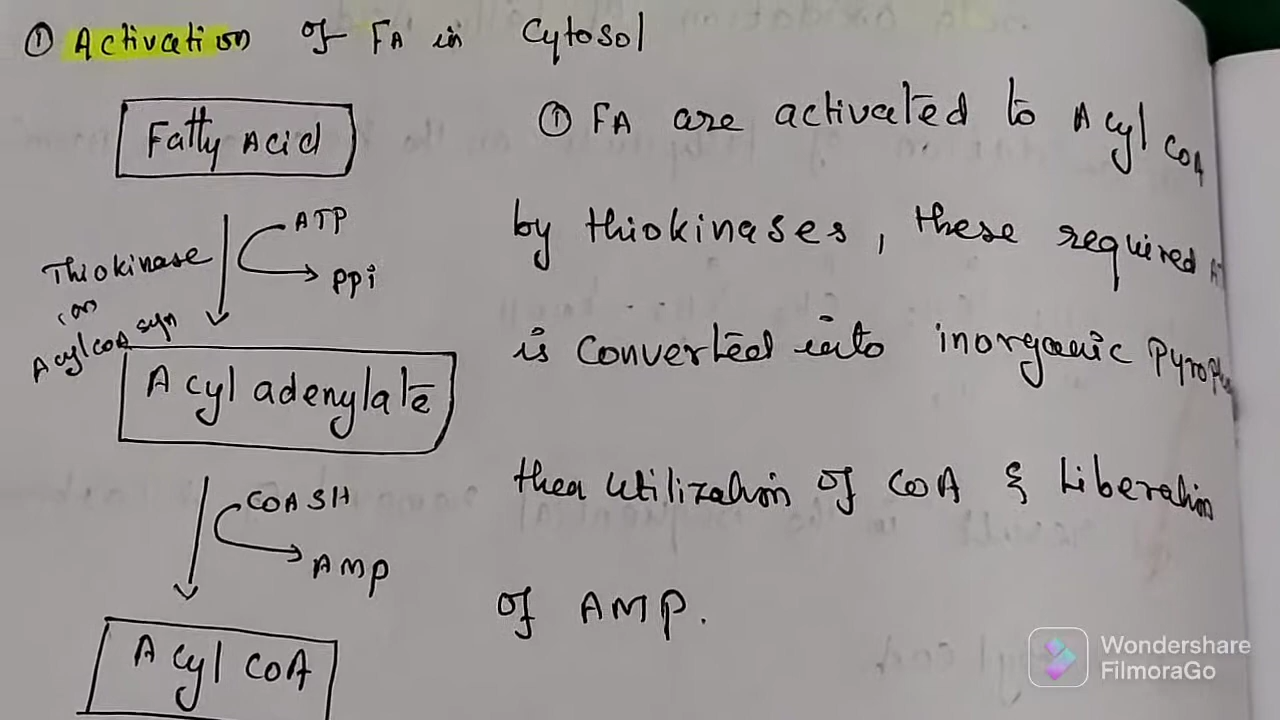 ① Activation of FA in Cytosol
Fatty Acid
ATP
PPi
Thiokinase
(or)
Acyl CoA syn
Acyl adenylate
COASH
AMP
Acyl COA
① FA are activated to Acyl CoA
by thiokinases, these required
is converted into inorganic
then utilization of COA & Liberation
of AMP.
Wondershare
FilmoraGo